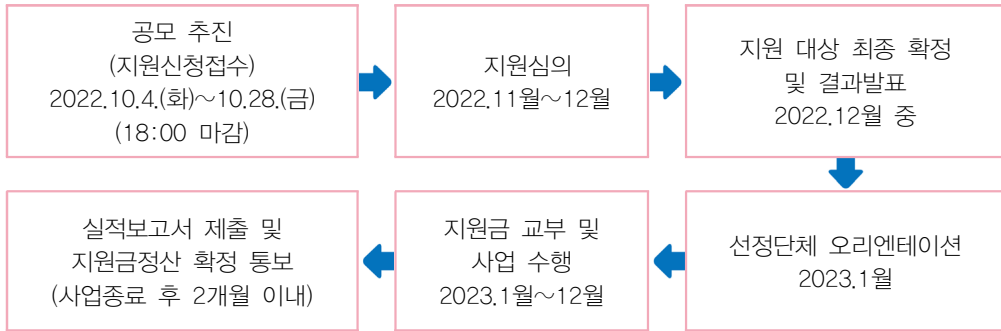 공모 추진
(지원신청접수)
2022.10.4.(화)~10.28.(금)
(18:00 마감)
지원심의
2022.11월~12월
지원 대상 최종 확정
및 결과발표
2022.12월 중
선정단체 오리엔테이션
2023.1월
지원금 교부 및
사업 수행
2023.1월~12월
실적보고서 제출 및
지원금정산 확정 통보
(사업종료 후 2개월 이내)